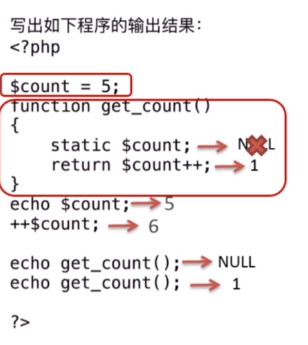 写出如下程序的输出结果：
<?php
$count = 5;
function get_count()
{
static $count; NULL
return $count++; 1
}
echo $count; 5
++$count; 6
echo get_count(); NULL
echo get_count(); 1
?>